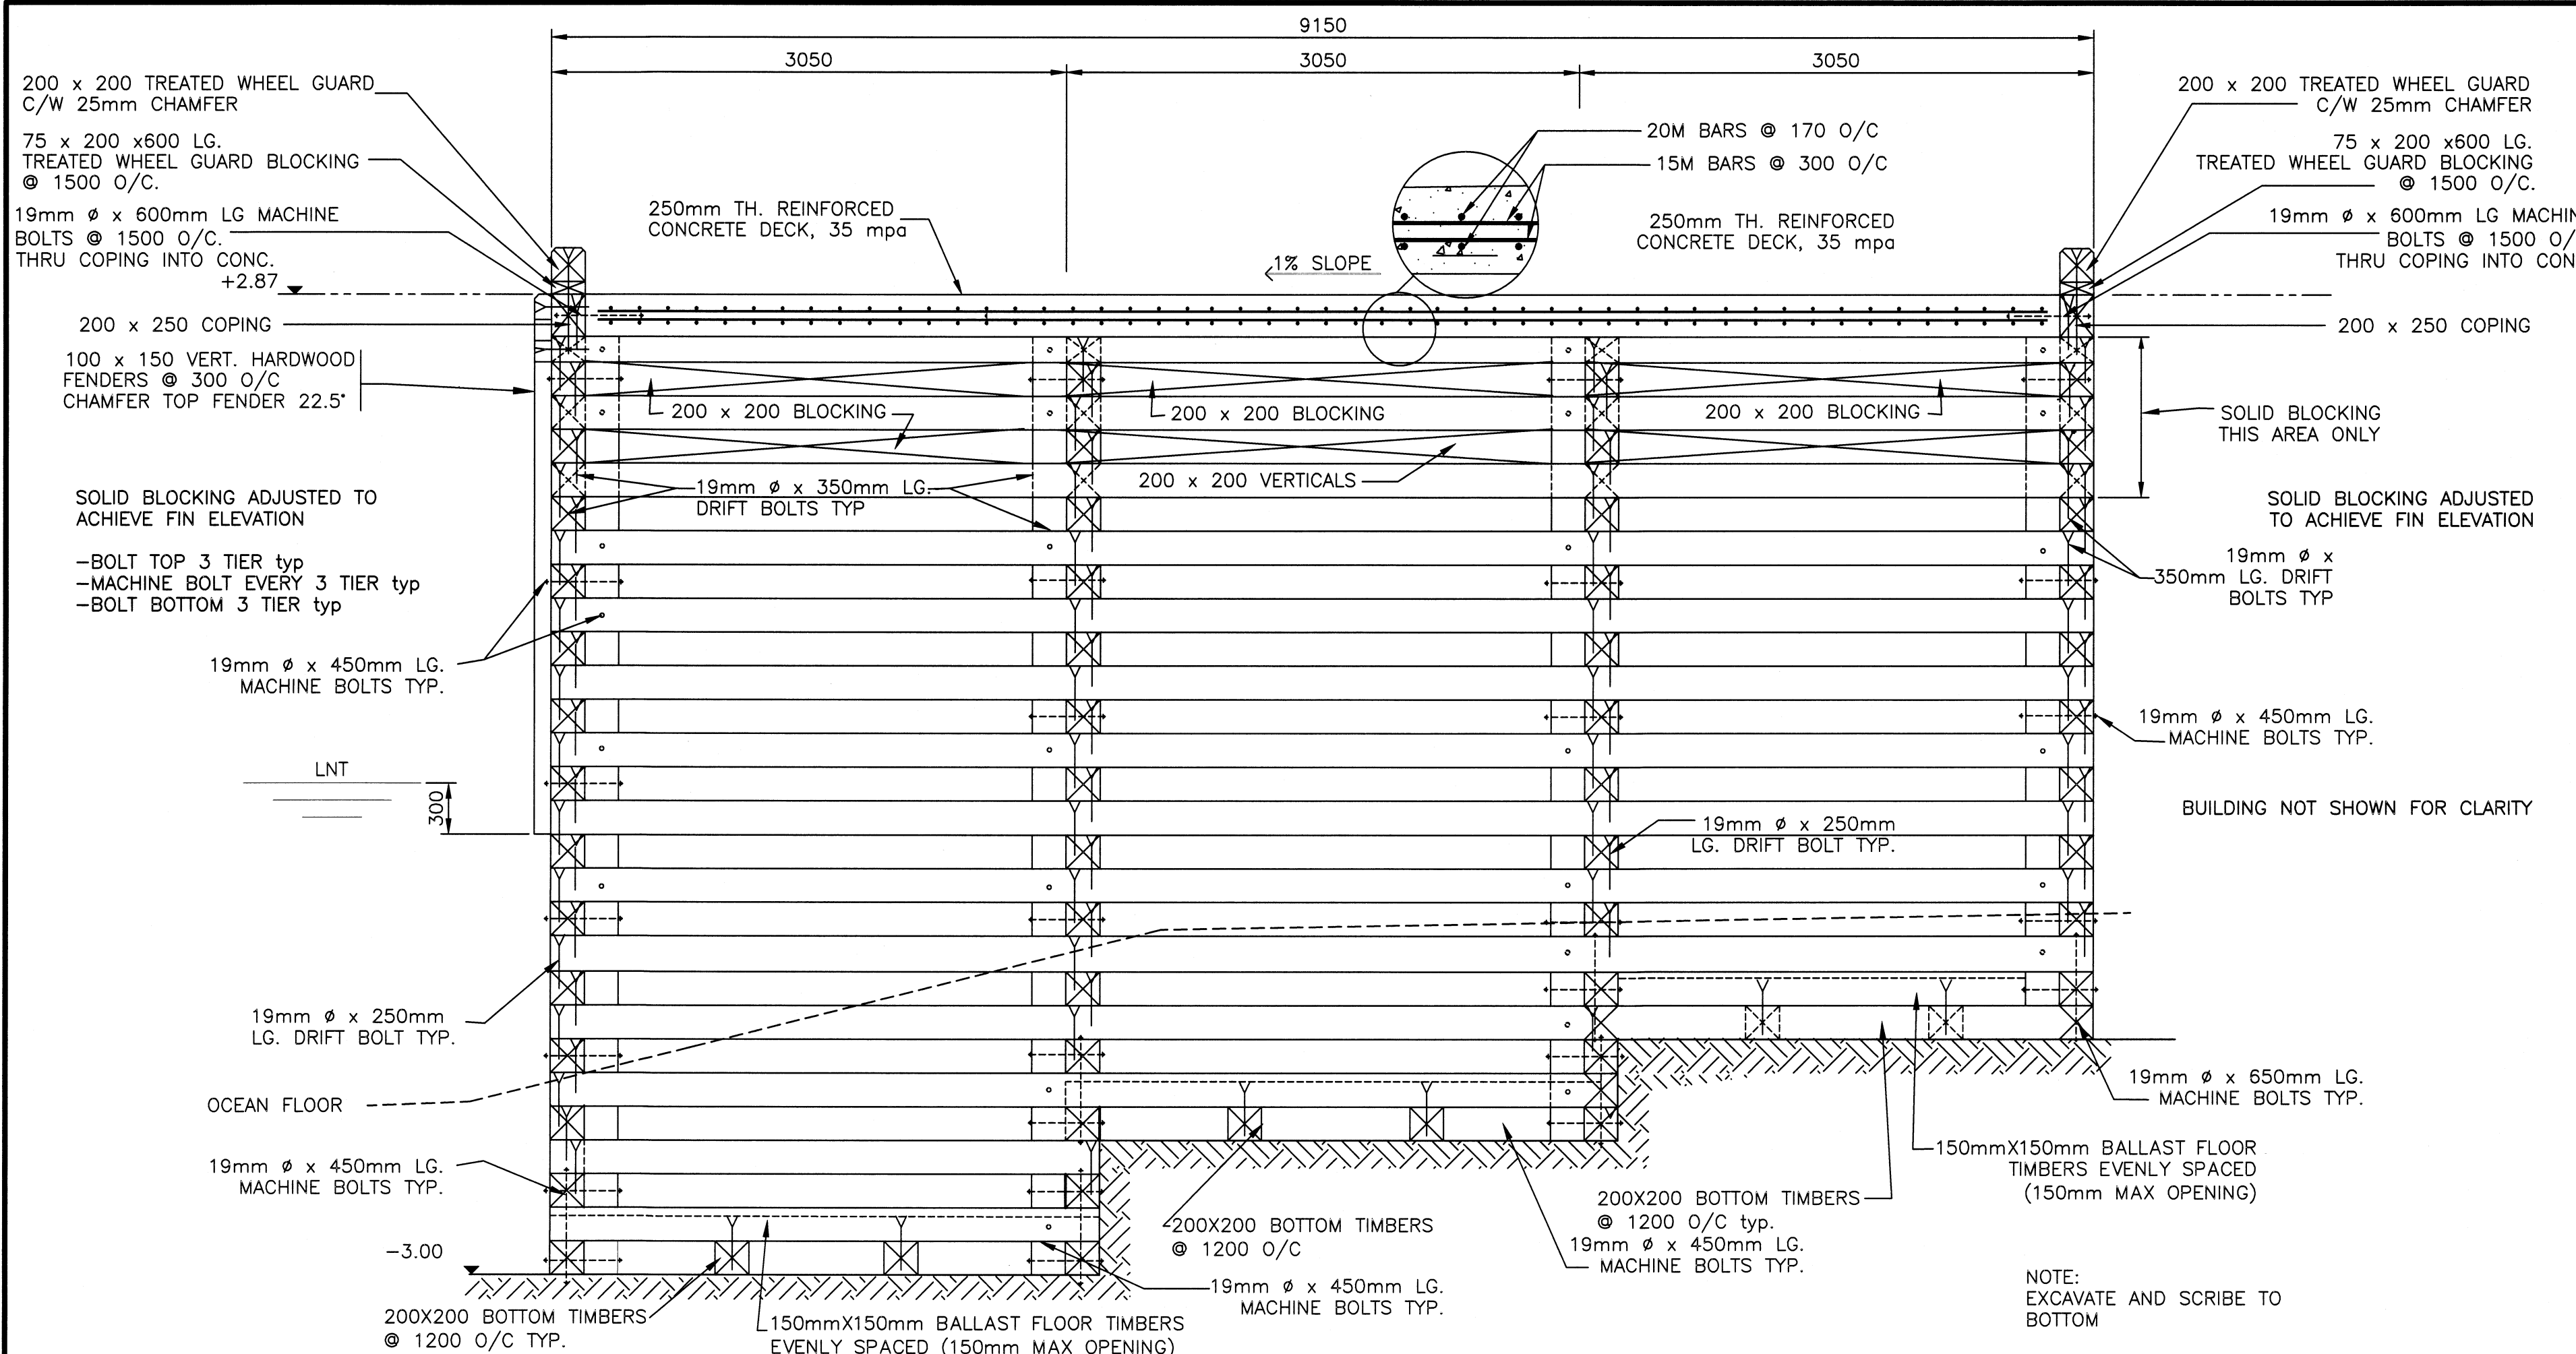 9150
3050
3050
3050
200 x 200 TREATED WHEEL GUARD
C/W 25mm CHAMFER
75 x 200 x600 LG.
TREATED WHEEL GUARD BLOCKING
@ 1500 O/C.
19mm ø x 600mm LG MACHINE
BOLTS @ 1500 O/C.
THRU COPING INTO CONC.
+2.87
200 x 250 COPING
100 x 150 VERT. HARDWOOD
FENDERS @ 300 O/C
CHAMFER TOP FENDER 22.5°
SOLID BLOCKING ADJUSTED TO
ACHIEVE FIN ELEVATION
-BOLT TOP 3 TIER typ
-MACHINE BOLT EVERY 3 TIER typ
-BOLT BOTTOM 3 TIER typ
19mm ø x 450mm LG.
MACHINE BOLTS TYP.
LNT
300
19mm ø x 250mm
LG. DRIFT BOLT TYP.
OCEAN FLOOR
19mm ø x 450mm LG.
MACHINE BOLTS TYP.
-3.00
200X200 BOTTOM TIMBERS
@ 1200 O/C TYP.
250mm TH. REINFORCED
CONCRETE DECK, 35 mpa
1% SLOPE
20M BARS @ 170 O/C
15M BARS @ 300 O/C
250mm TH. REINFORCED
CONCRETE DECK, 35 mpa
200 x 200 BLOCKING
200 x 200 BLOCKING
200 x 200 BLOCKING
19mm ø x 350mm LG.
DRIFT BOLTS TYP
200 x 200 VERTICALS
19mm ø x 250mm
LG. DRIFT BOLT TYP.
200X200 BOTTOM TIMBERS
@ 1200 O/C
19mm ø x 450mm LG.
MACHINE BOLTS TYP.
150mmX150mm BALLAST FLOOR TIMBERS
EVENLY SPACED (150mm MAX OPENING)
200X200 BOTTOM TIMBERS
@ 1200 O/C typ.
19mm ø x 450mm LG.
MACHINE BOLTS TYP.
200 x 200 TREATED WHEEL GUARD
C/W 25mm CHAMFER
75 x 200 x600 LG.
TREATED WHEEL GUARD BLOCKING
@ 1500 O/C.
19mm ø x 600mm LG MACHIN
BOLTS @ 1500 O/
THRU COPING INTO CON
200 x 250 COPING
SOLID BLOCKING
THIS AREA ONLY
SOLID BLOCKING ADJUSTED
TO ACHIEVE FIN ELEVATION
19mm ø x
350mm LG. DRIFT
BOLTS TYP
19mm ø x 450mm LG.
MACHINE BOLTS TYP.
BUILDING NOT SHOWN FOR CLARITY
19mm ø x 650mm LG.
MACHINE BOLTS TYP.
150mmX150mm BALLAST FLOOR
TIMBERS EVENLY SPACED
(150mm MAX OPENING)
NOTE:
EXCAVATE AND SCRIBE TO
BOTTOM